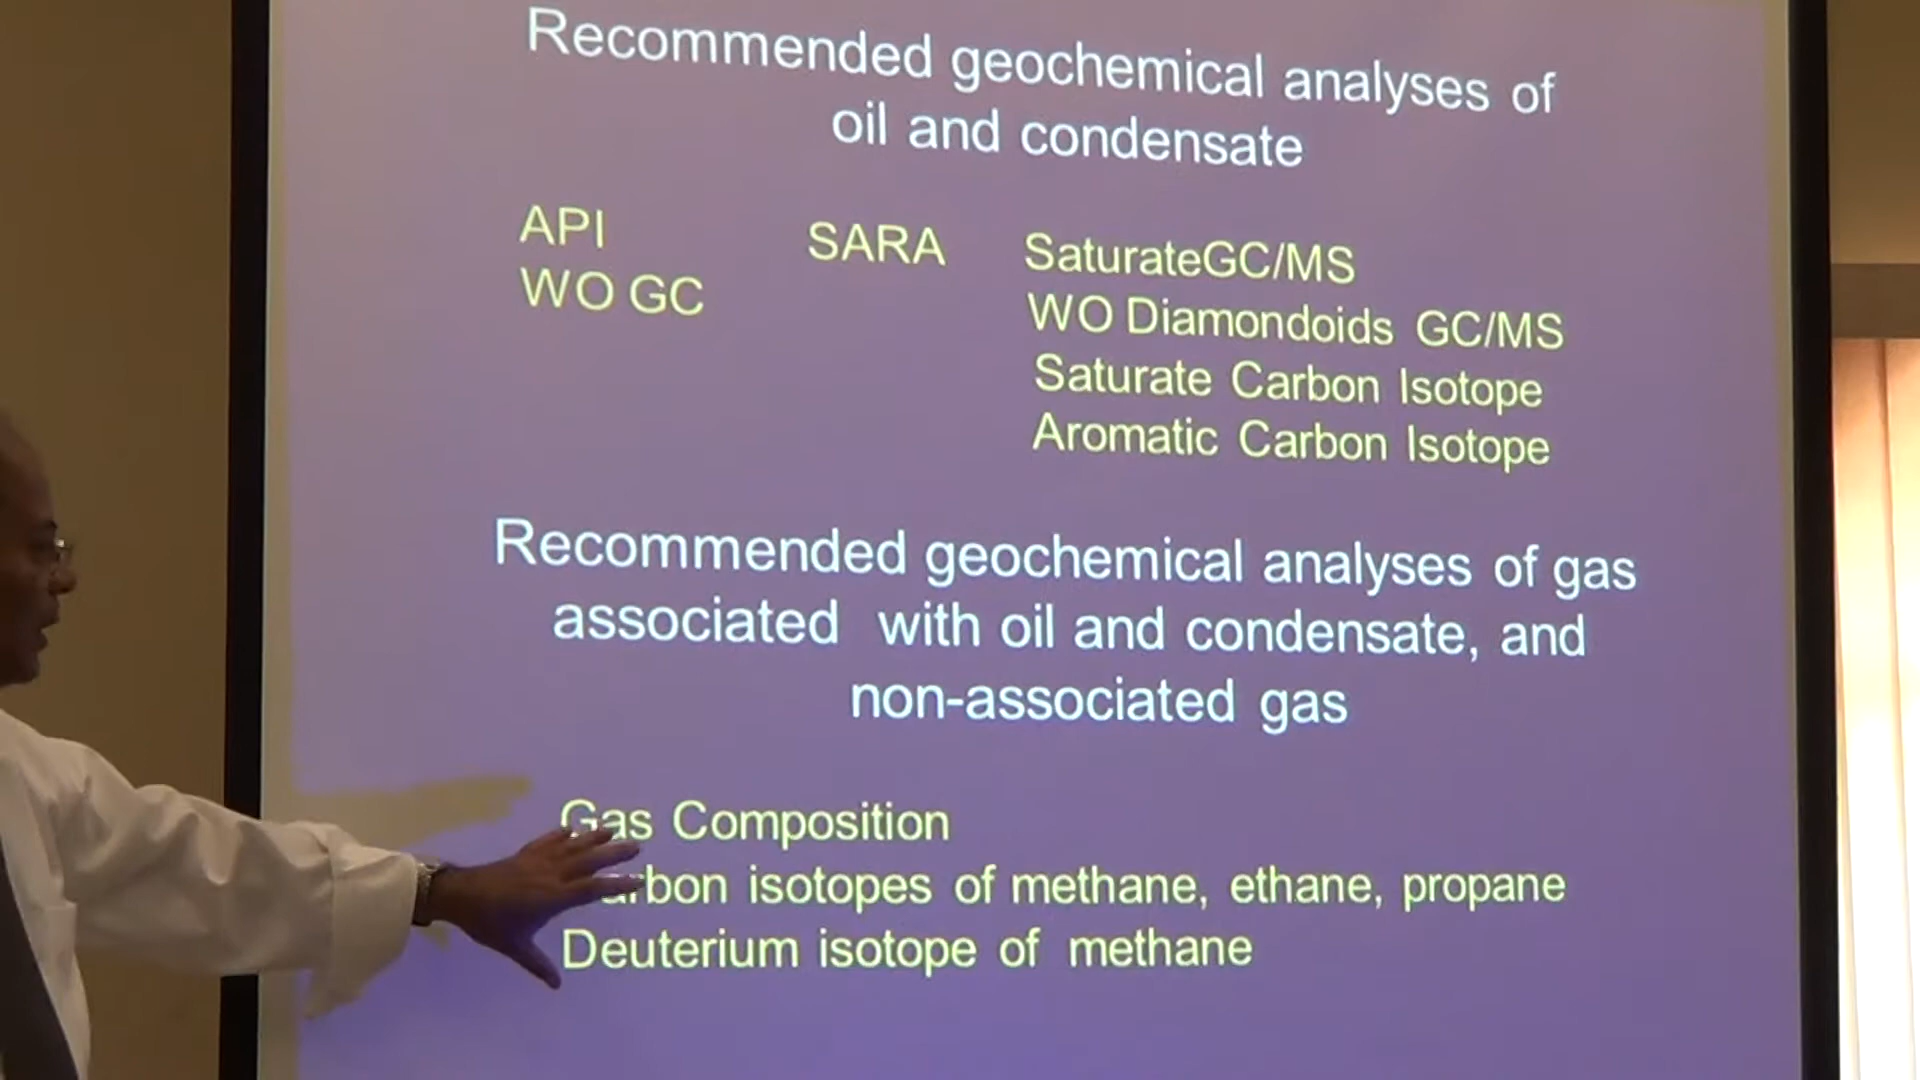 Recommended geochemical analyses of
oil and condensate
API
WO GC
SARA
SaturateGC/MS
WO Diamondoids GC/MS
Saturate Carbon Isotope
Aromatic Carbon Isotope
Recommended geochemical analyses of gas
associated with oil and condensate, and
non-associated gas
Gas Composition
isotopes of methane, ethane, propane
Deuterium isotope of methane